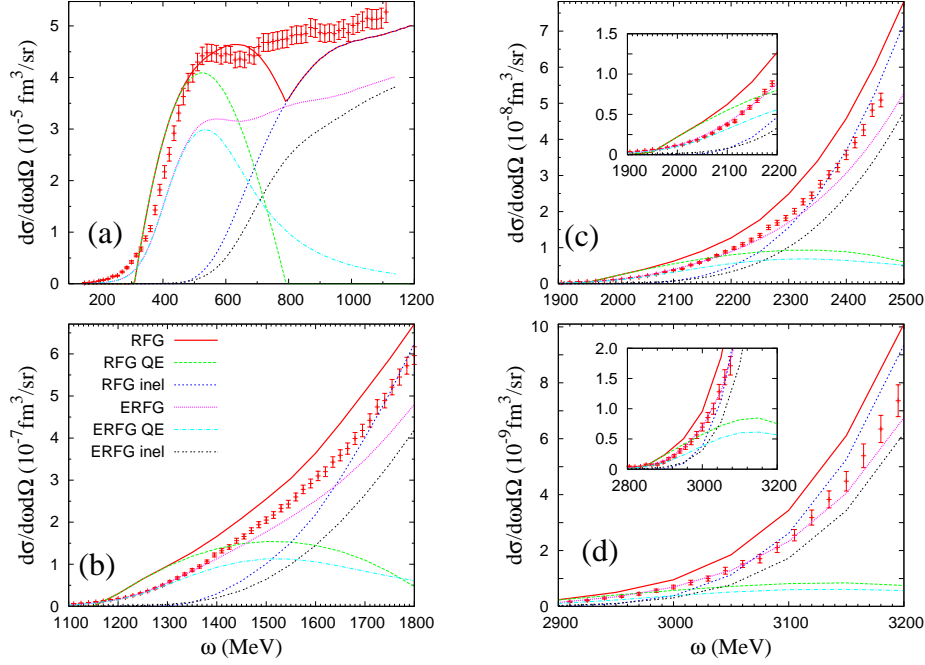 dσ/dωdΩ (10⁻⁵ fm³/sr)
5
4
3
2
1
0
(a)
200 400 600 800 1000 1200
dσ/dωdΩ (10⁻⁸fm³/sr)
7
6
5
4
3
2
1
0
1.5
1.0
0.5
0
1900 2000 2100 2200
(c)
1900 2000 2100 2200 2300 2400 2500
dσ/dωdΩ (10⁻⁷fm³/sr)
6
5
4
3
2
1
0
RFG
RFG QE
RFG inel
ERFG
ERFG QE
ERFG inel
(b)
1100 1200 1300 1400 1500 1600 1700 1800
ω (MeV)
dσ/dωdΩ (10⁻⁹fm³/sr)
10
8
6
4
2
0
2.0
1.5
1.0
0.5
0
2800 3000 3200
(d)
2900 3000 3100 3200
ω (MeV)